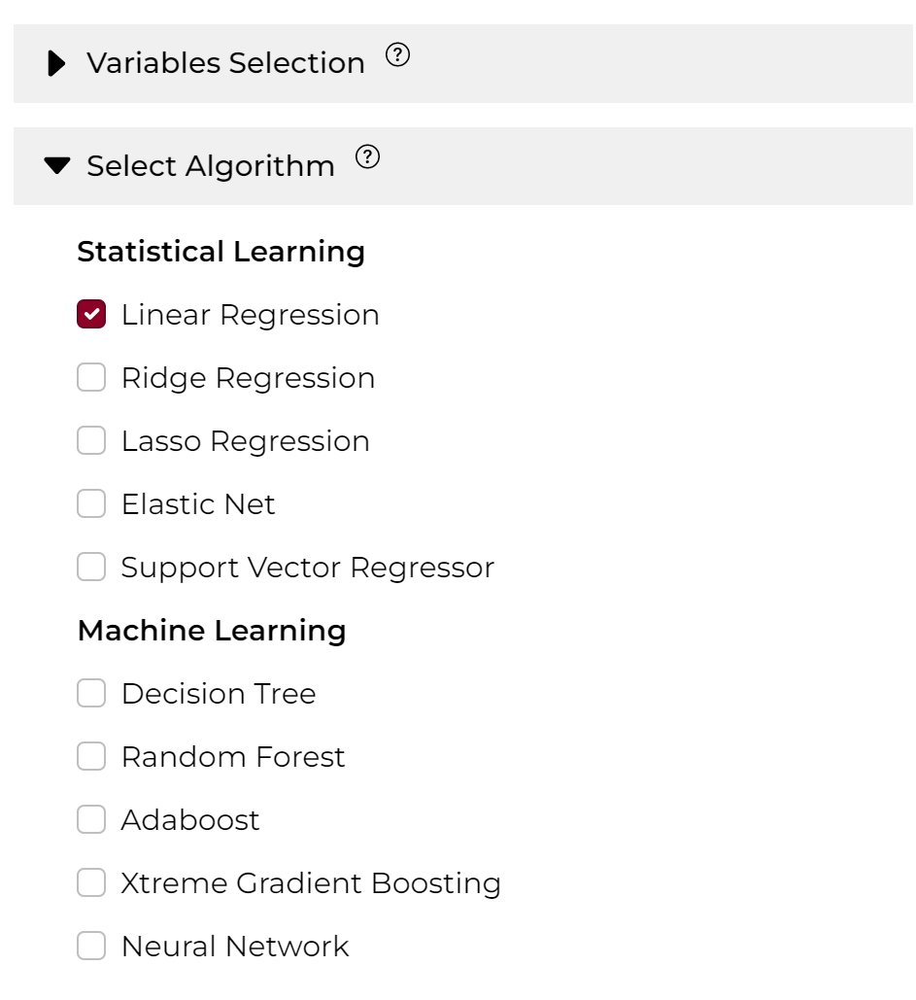 Variables Selection ?
Select Algorithm ?
Statistical Learning
Linear Regression
Ridge Regression
Lasso Regression
Elastic Net
Support Vector Regressor
Machine Learning
Decision Tree
Random Forest
Adaboost
Xtreme Gradient Boosting
Neural Network